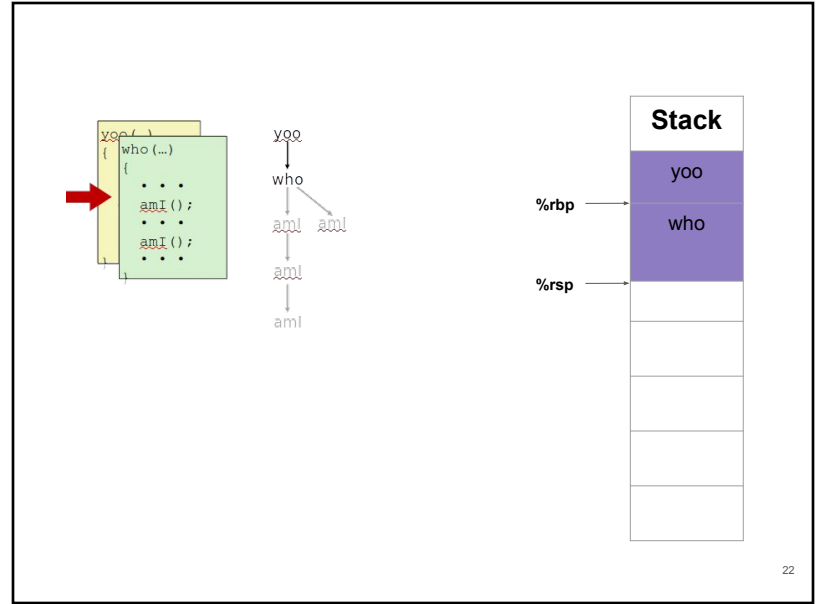 yoo(…)
{
}
who(…)
{
• • •
amI();
• • •
amI();
• • •
}
yoo
who
amI amI
amI
amI
Stack
yoo
%rbp
who
%rsp
22